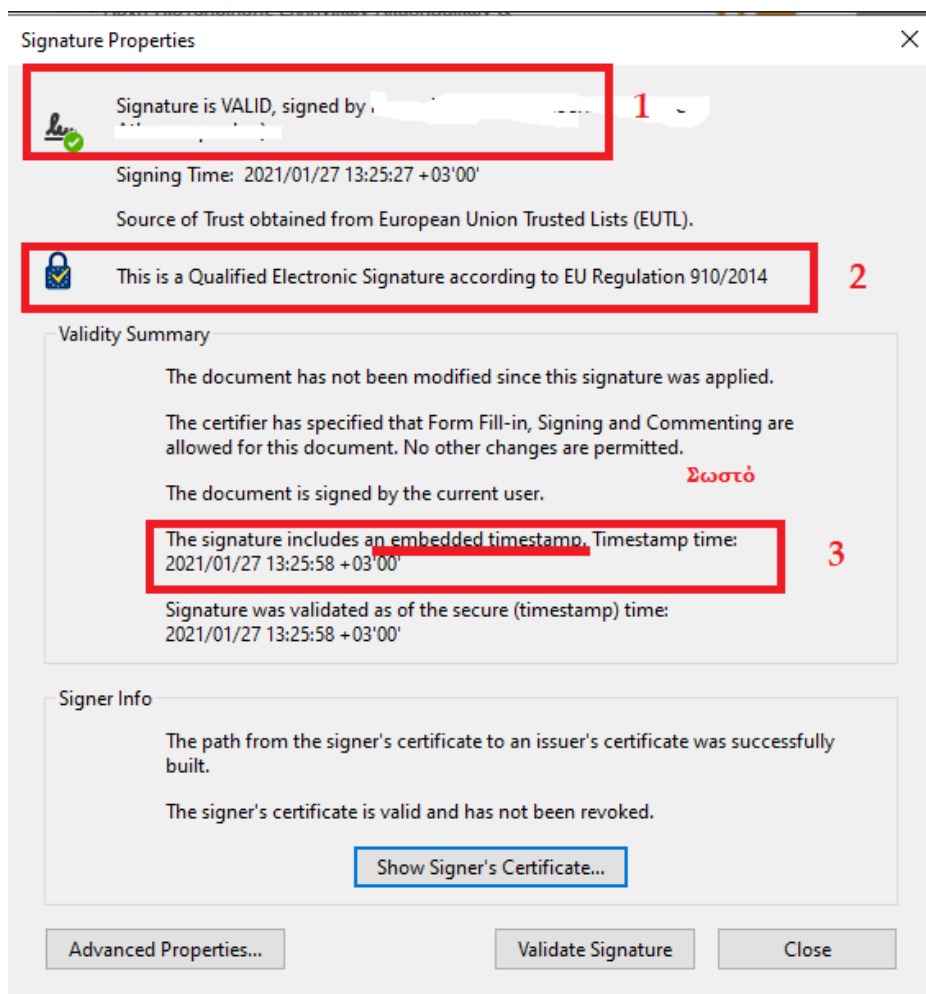 Signature Properties
Signature is VALID, signed by
1
Signing Time: 2021/01/27 13:25:27 +03'00'
Source of Trust obtained from European Union Trusted Lists (EUTL).
This is a Qualified Electronic Signature according to EU Regulation 910/2014
2
Validity Summary
The document has not been modified since this signature was applied.
The certifier has specified that Form Fill-in, Signing and Commenting are
allowed for this document. No other changes are permitted.
Σωστό
The document is signed by the current user.
The signature includes an embedded timestamp. Timestamp time:
2021/01/27 13:25:58 +03'00'
3
Signature was validated as of the secure (timestamp) time:
2021/01/27 13:25:58 +03'00'
Signer Info
The path from the signer's certificate to an issuer's certificate was successfully
built.
The signer's certificate is valid and has not been revoked.
Show Signer's Certificate...
Advanced Properties...
Validate Signature
Close